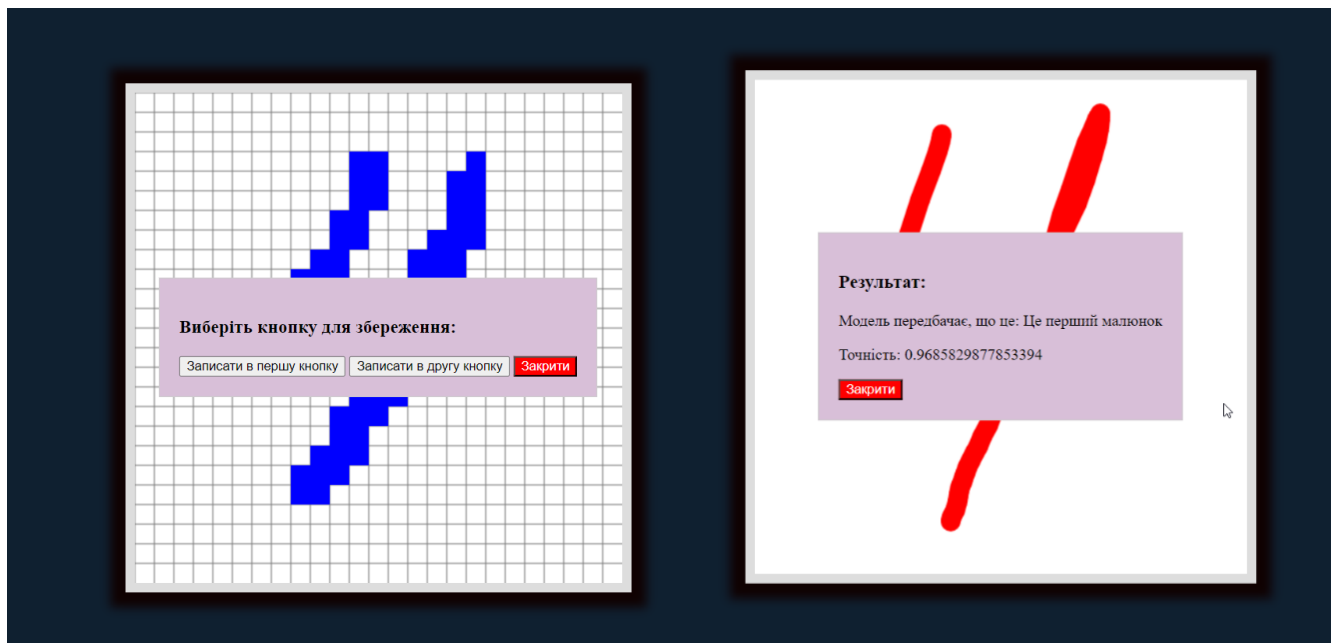 Виберіть кнопку для збереження:
Записати в першу кнопку Записати в другу кнопку Закрити
Результат:
Модель передбачає, що це: Це перший малюнок
Точність: 0.9685829877853394
Закрити